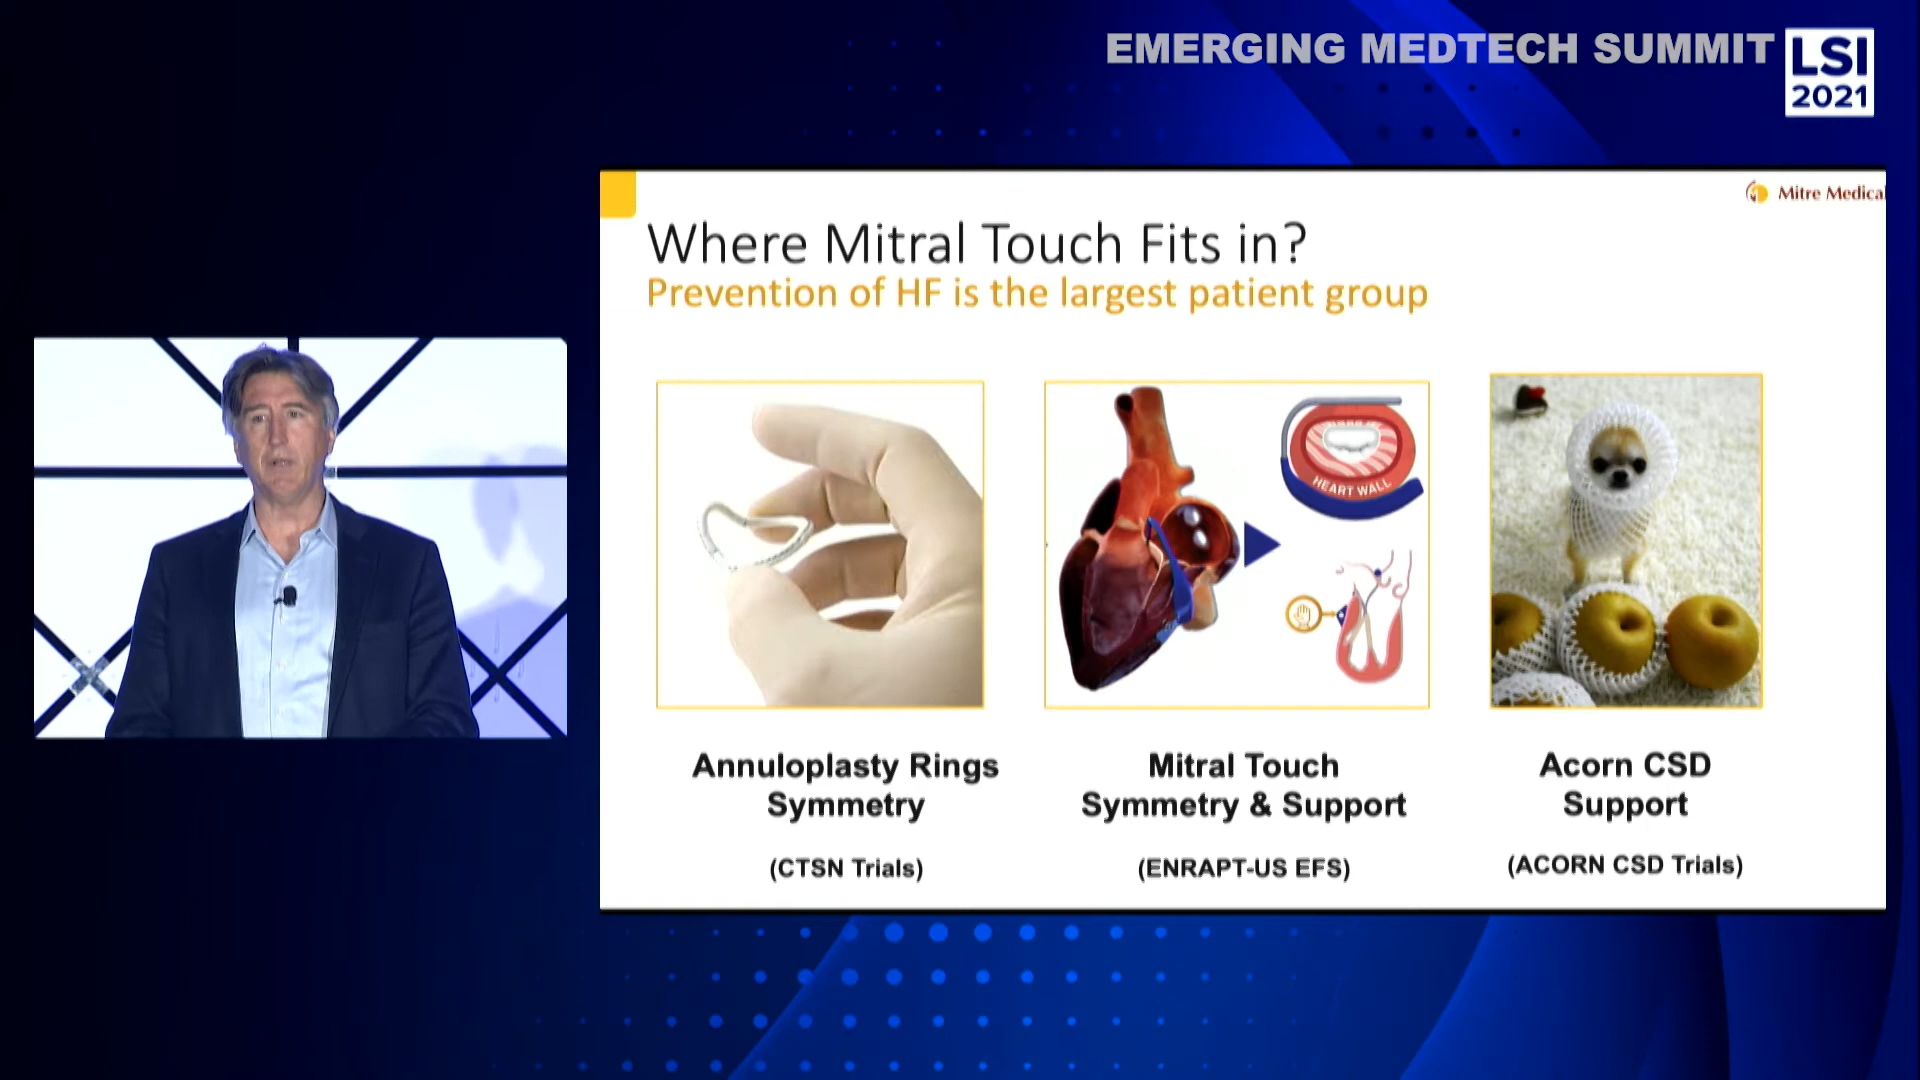 EMERGING MEDTECH SUMMIT
LSI
2021
Mitre Medical
Where Mitral Touch Fits in?
Prevention of HF is the largest patient group
HEART WALL
Annuloplasty Rings
Symmetry
(CTSN Trials)
Mitral Touch
Symmetry & Support
(ENRAPT-US EFS)
Acorn CSD
Support
(ACORN CSD Trials)